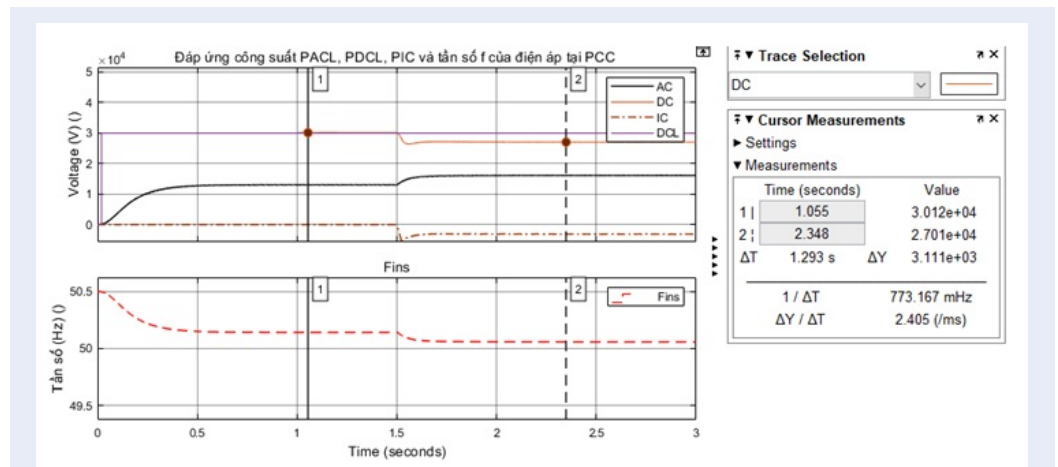 Đáp ứng công suất PACL, PDCL, PIC và tần số f của điện áp tại PCC
×10⁴
5
4
3
2
1
0
Voltage (V) ()
1
2
AC
DC
IC
DCL
Fins
50.5
50
49.5
Tần số (Hz) ()
1
2
Fins
0
0.5
1
1.5
2
2.5
3
Time (seconds)
Trace Selection
DC
Cursor Measurements
Settings
Measurements
Time (seconds) Value
1 | 1.055 3.012e+04
2 ¦ 2.348 2.701e+04
ΔT 1.293 s ΔY 3.111e+03
1 / ΔT 773.167 mHz
ΔY / ΔT 2.405 (/ms)